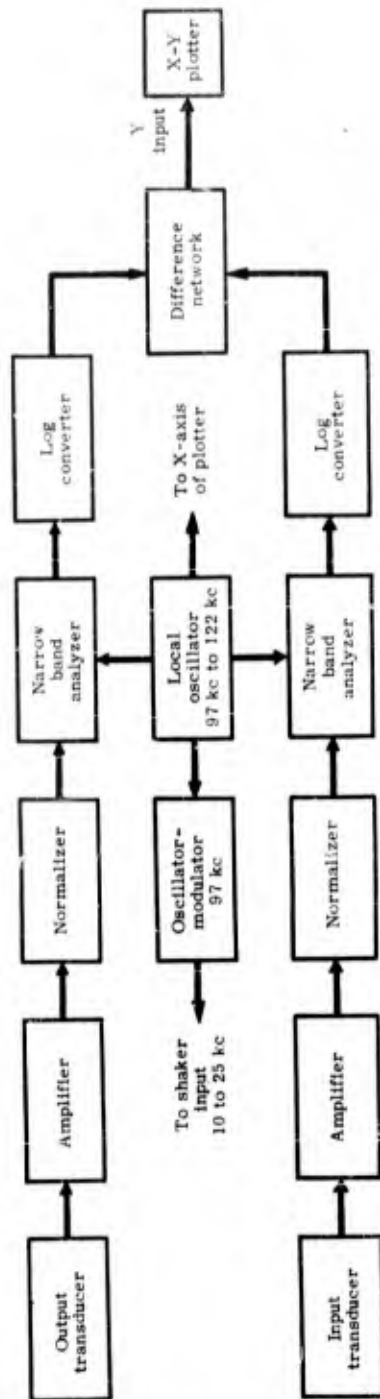 Output
transducer
Amplifier
Normalizer
Narrow
band
analyzer
Log
converter
To shaker
input
10 to 25 kc
Oscillator-
modulator
97 kc
Local
oscillator
97 kc to 122 kc
To X-axis
of plotter
Difference
network
Y
input
X-Y
plotter
Input
transducer
Amplifier
Normalizer
Narrow
band
analyzer
Log
converter